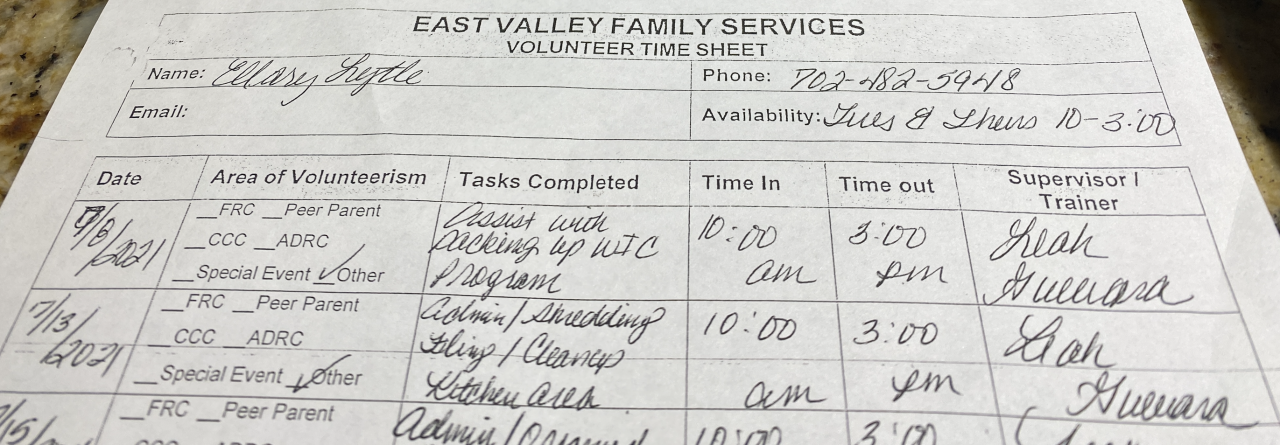 EAST VALLEY FAMILY SERVICES
VOLUNTEER TIME SHEET
Name: Ellary Lytle
Phone: 702-482-5948
Email:
Availability: Tues & Thurs 10-3:00
Date Area of Volunteerism Tasks Completed Time In Time out Supervisor /
Trainer
7/8/2021
__FRC __Peer Parent
__CCC __ADRC
__Special Event ✓Other
Assist with
packing up WIC
Program
10:00
am
3:00
pm
Leah
Guevara
7/13/2021
__FRC __Peer Parent
__CCC __ADRC
__Special Event ✓Other
Admin / Shredding
Filing / Cleanup
Kitchen area
10:00
am
3:00
pm
Leah
Guevara
/15/
__FRC __Peer Parent
Admin /
10:00
3:00